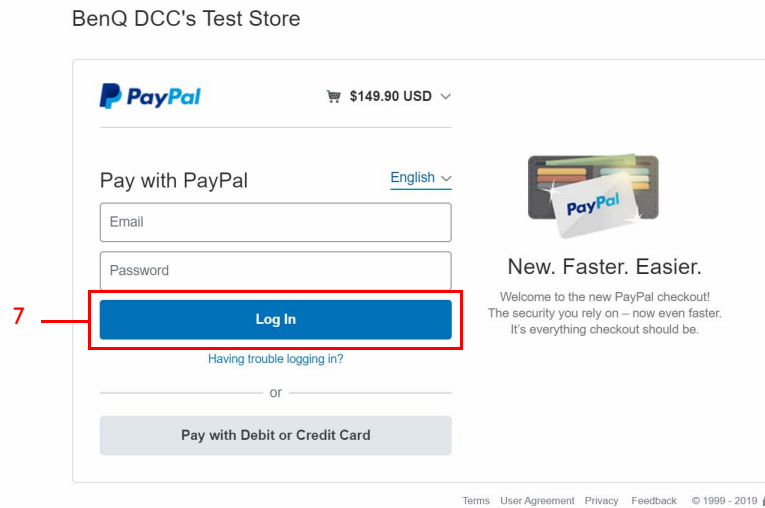 BenQ DCC's Test Store
PayPal
$149.90 USD
Pay with PayPal
English
Email
Password
7
Log In
Having trouble logging in?
or
Pay with Debit or Credit Card
PayPal
New. Faster. Easier.
Welcome to the new PayPal checkout!
The security you rely on – now even faster.
It's everything checkout should be.
Terms User Agreement Privacy Feedback © 1999 - 2019